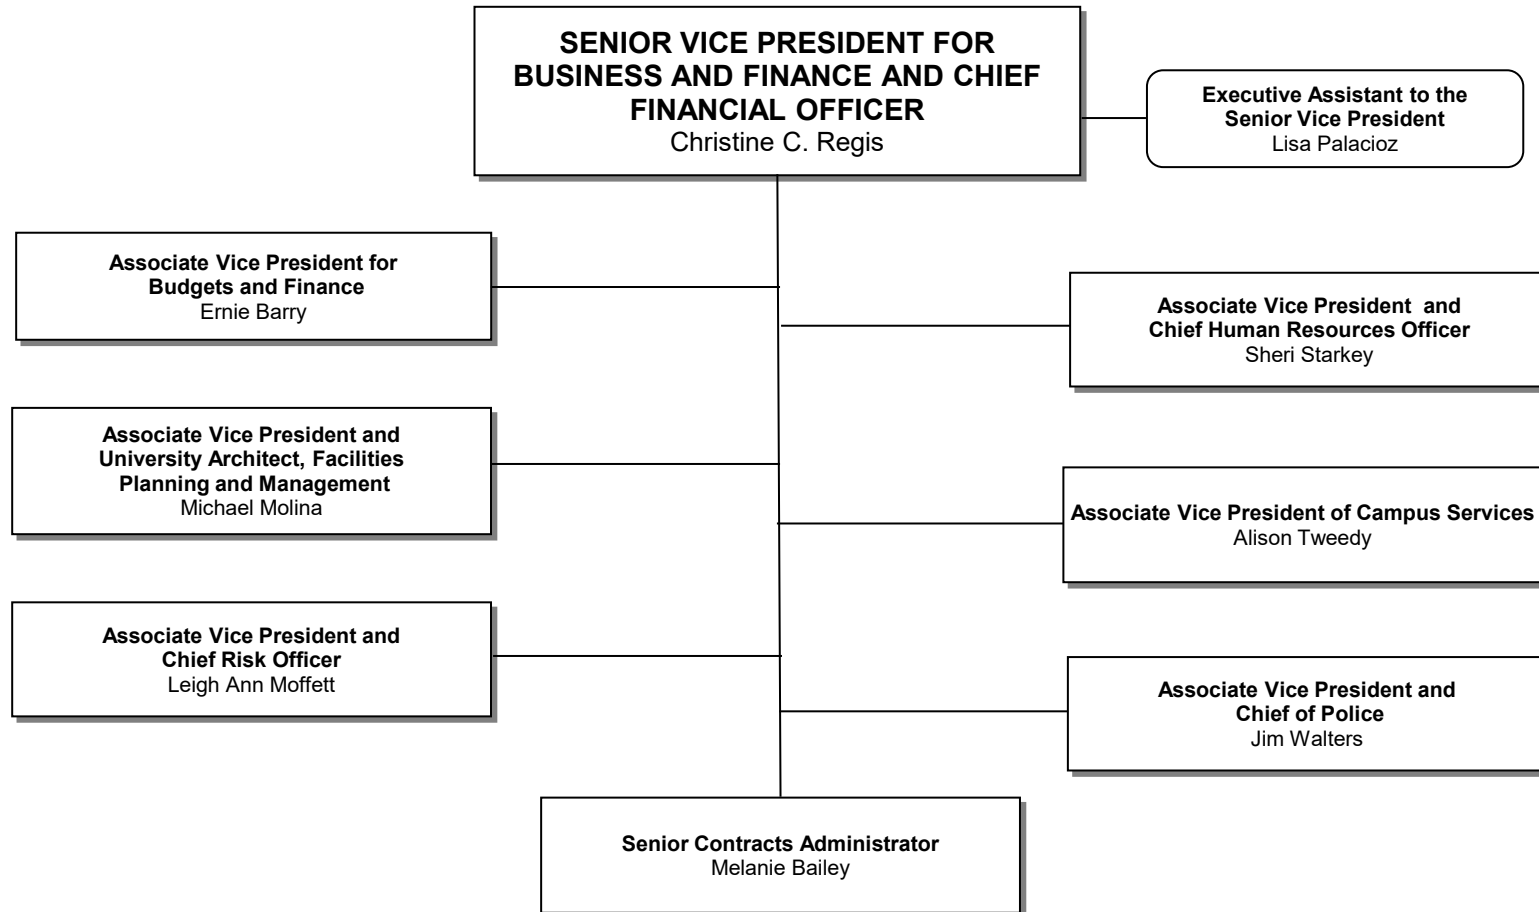 SENIOR VICE PRESIDENT FOR
BUSINESS AND FINANCE AND CHIEF
FINANCIAL OFFICER
Christine C. Regis
Executive Assistant to the
Senior Vice President
Lisa Palacioz
Associate Vice President for
Budgets and Finance
Ernie Barry
Associate Vice President and
Chief Human Resources Officer
Sheri Starkey
Associate Vice President and
University Architect, Facilities
Planning and Management
Michael Molina
Associate Vice President of Campus Services
Alison Tweedy
Associate Vice President and
Chief Risk Officer
Leigh Ann Moffett
Associate Vice President and
Chief of Police
Jim Walters
Senior Contracts Administrator
Melanie Bailey